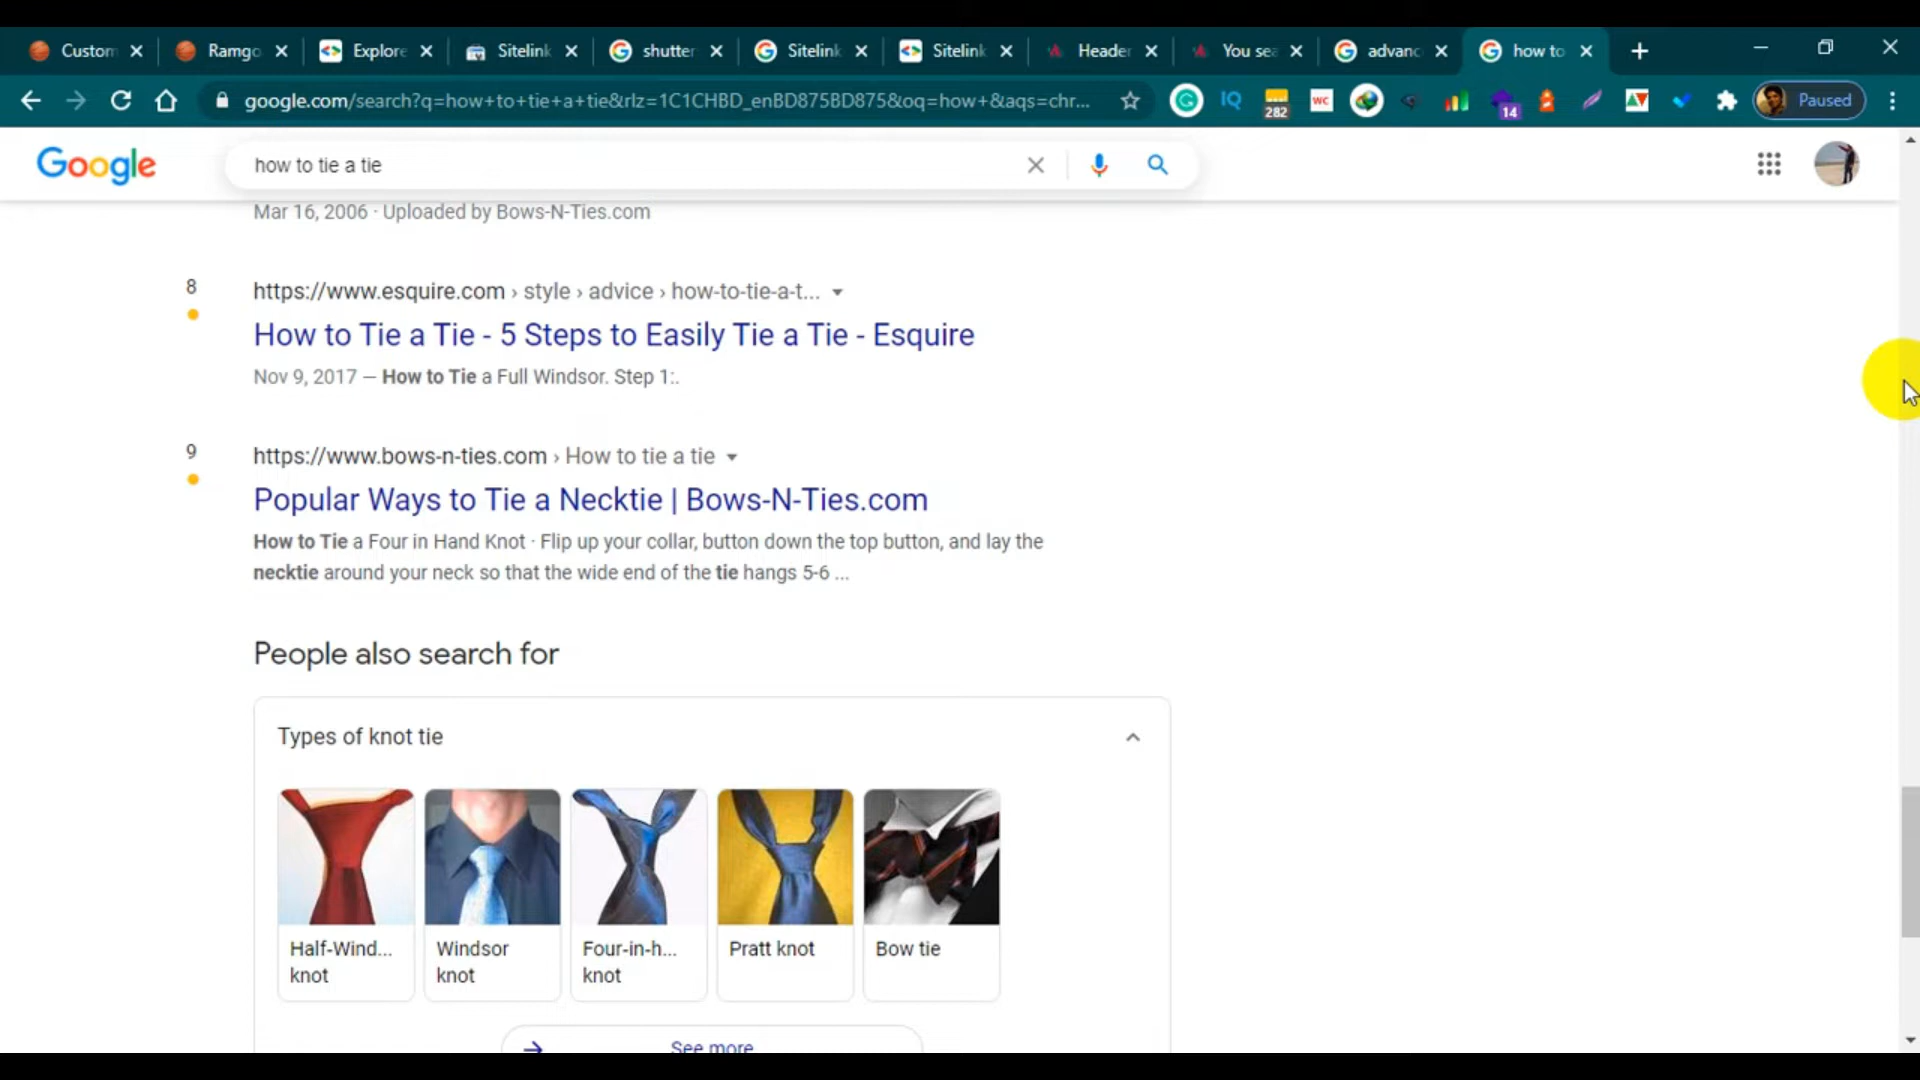 Custom
Ramgo
Explore
Sitelink
shutter
Sitelink
Sitelink
Header
You sea
advanc
how to
google.com/search?q=how+to+tie+a+tie&rlz=1C1CHBD_enBD875BD875&oq=how+&aqs=chr...
IQ
282
WC
14
Paused
Google
how to tie a tie
Mar 16, 2006 · Uploaded by Bows-N-Ties.com
8
https://www.esquire.com › style › advice › how-to-tie-a-t...
How to Tie a Tie - 5 Steps to Easily Tie a Tie - Esquire
Nov 9, 2017 — How to Tie a Full Windsor. Step 1:.
9
https://www.bows-n-ties.com › How to tie a tie
Popular Ways to Tie a Necktie | Bows-N-Ties.com
How to Tie a Four in Hand Knot · Flip up your collar, button down the top button, and lay the
necktie around your neck so that the wide end of the tie hangs 5-6 ...
People also search for
Types of knot tie
Half-Wind...
knot
Windsor
knot
Four-in-h...
knot
Pratt knot
Bow tie
See more